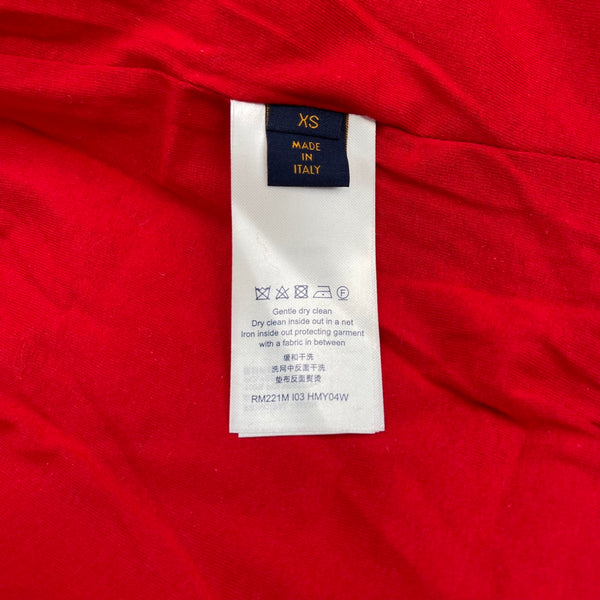 XS
MADE
IN
ITALY
Gentle dry clean
Dry clean inside out in a net
Iron inside out protecting garment
with a fabric in between
缓和干洗
洗网中反面干洗
垫布反面熨烫
RM221M I03 HMY04W